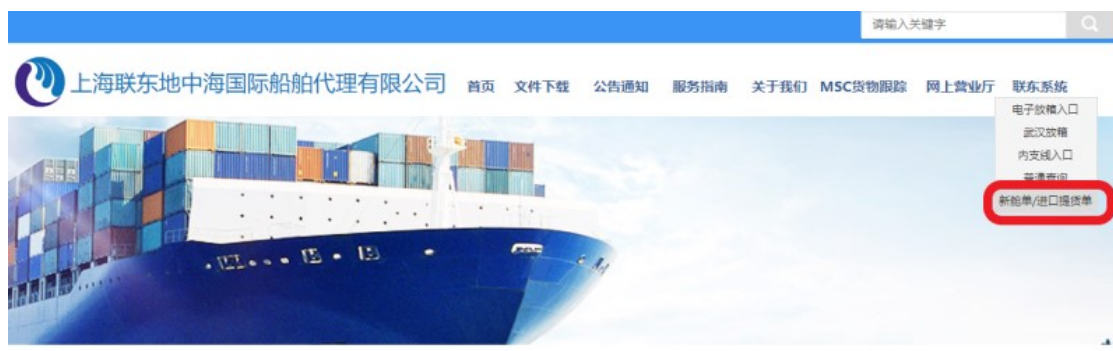 请输入关键字
上海联东地中海国际船舶代理有限公司 首页 文件下载 公告通知 服务指南 关于我们 MSC货物跟踪 网上营业厅 联东系统
电子放箱入口
武汉放箱
内支线入口
普通查询
新舱单/进口提货单